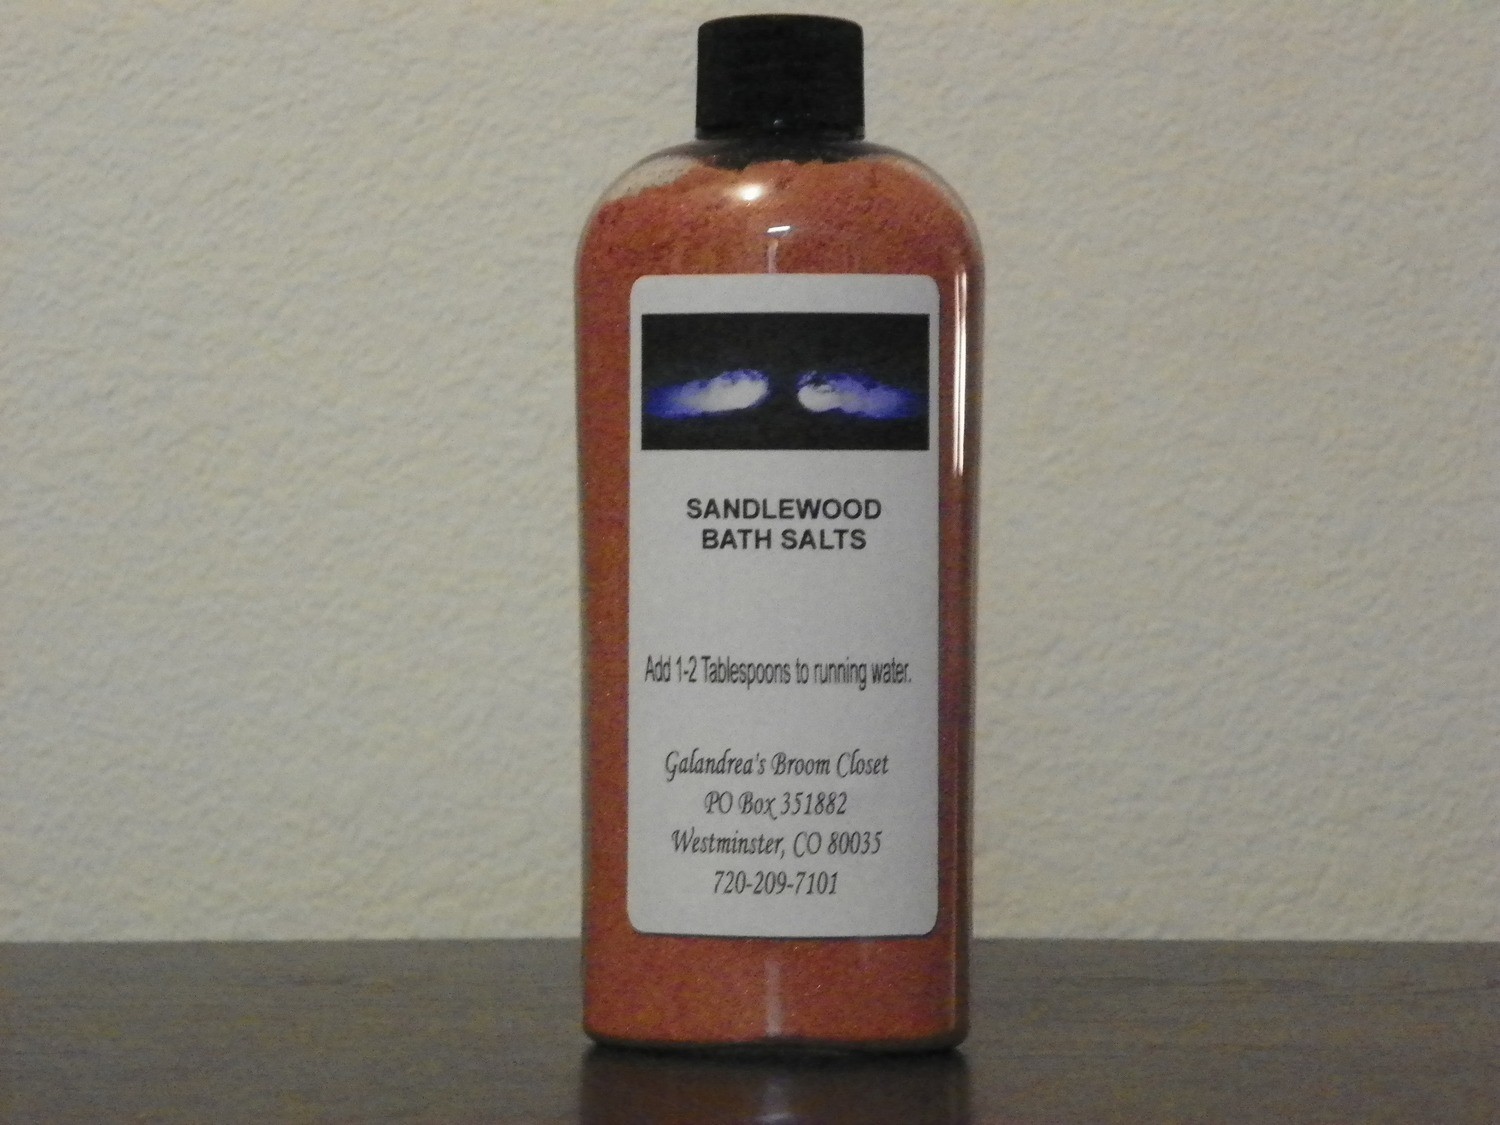 SANDLEWOOD
BATH SALTS
Add 1-2 Tablespoons to running water.
Galandrea's Broom Closet
PO Box 351882
Westminster, CO 80035
720-209-7101